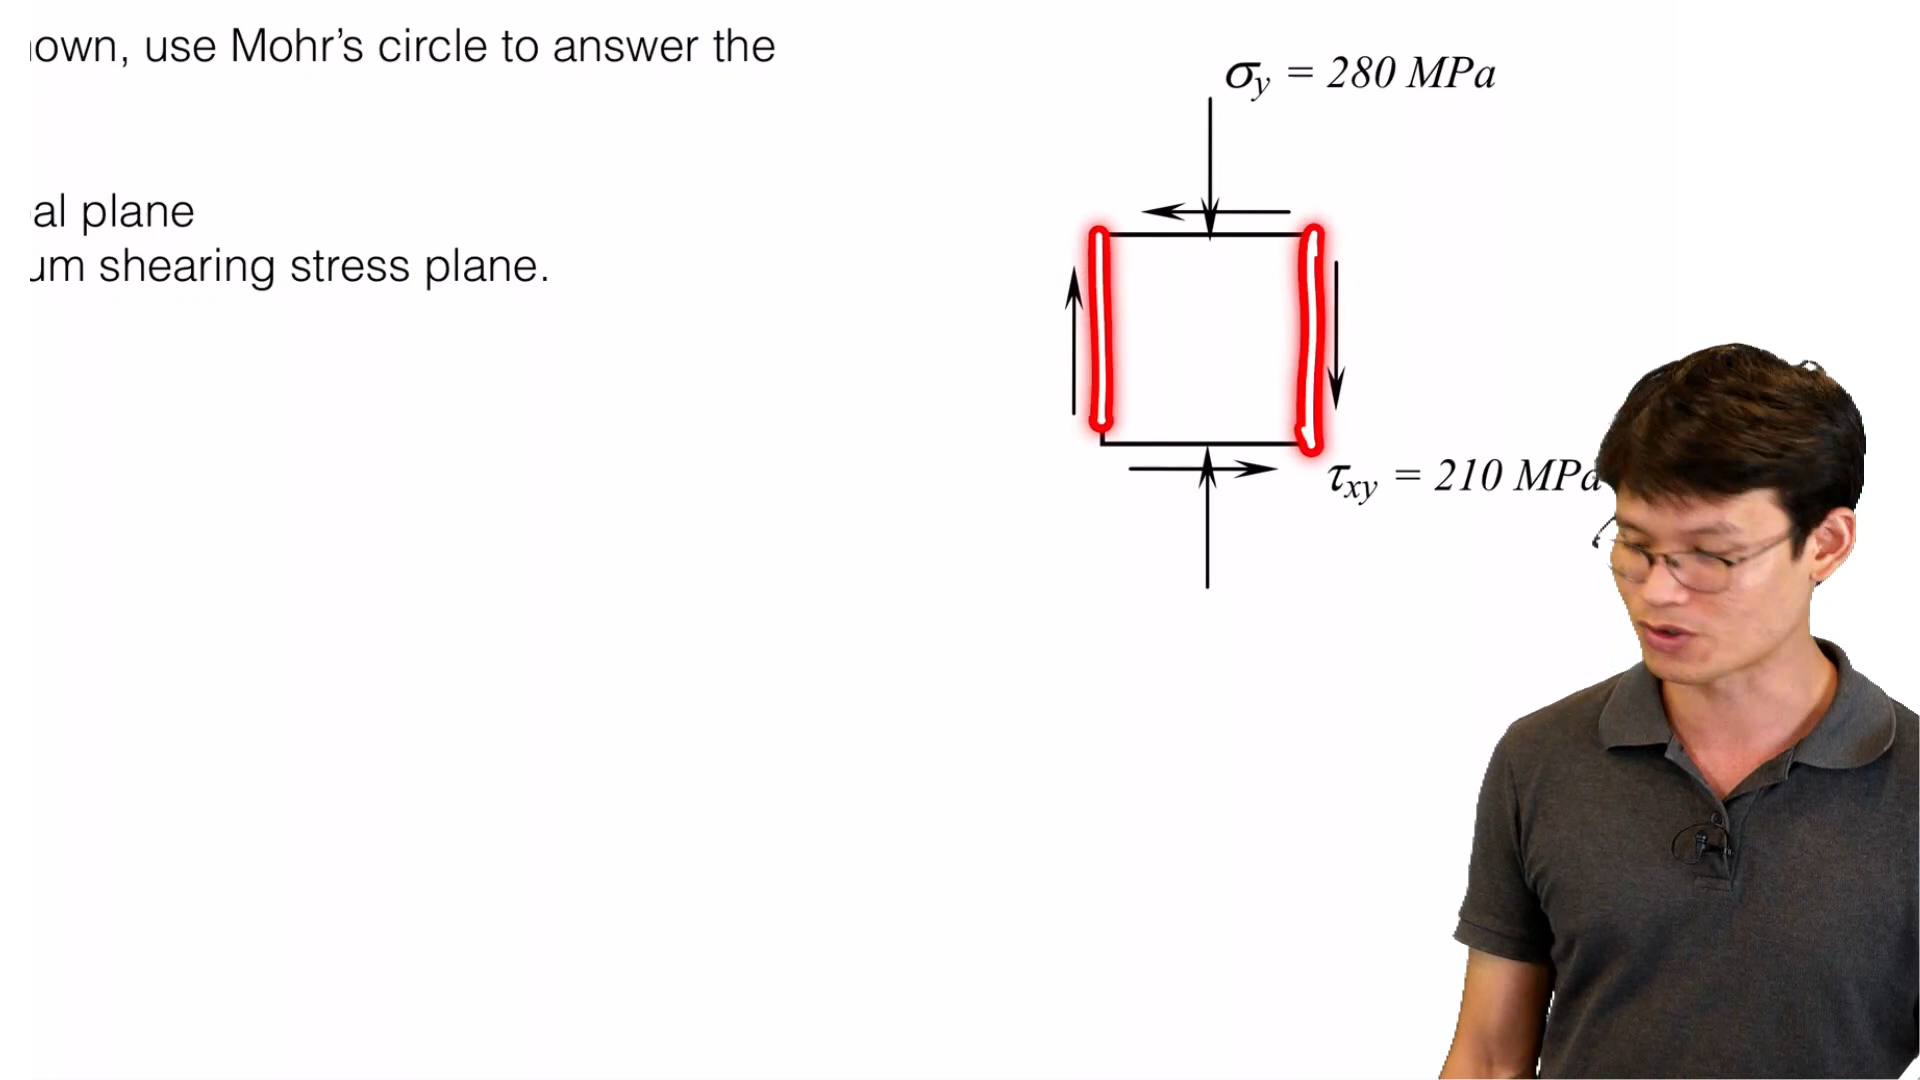 own, use Mohr's circle to answer the
σy = 280 MPa
al plane
um shearing stress plane.
τxy = 210 MPa